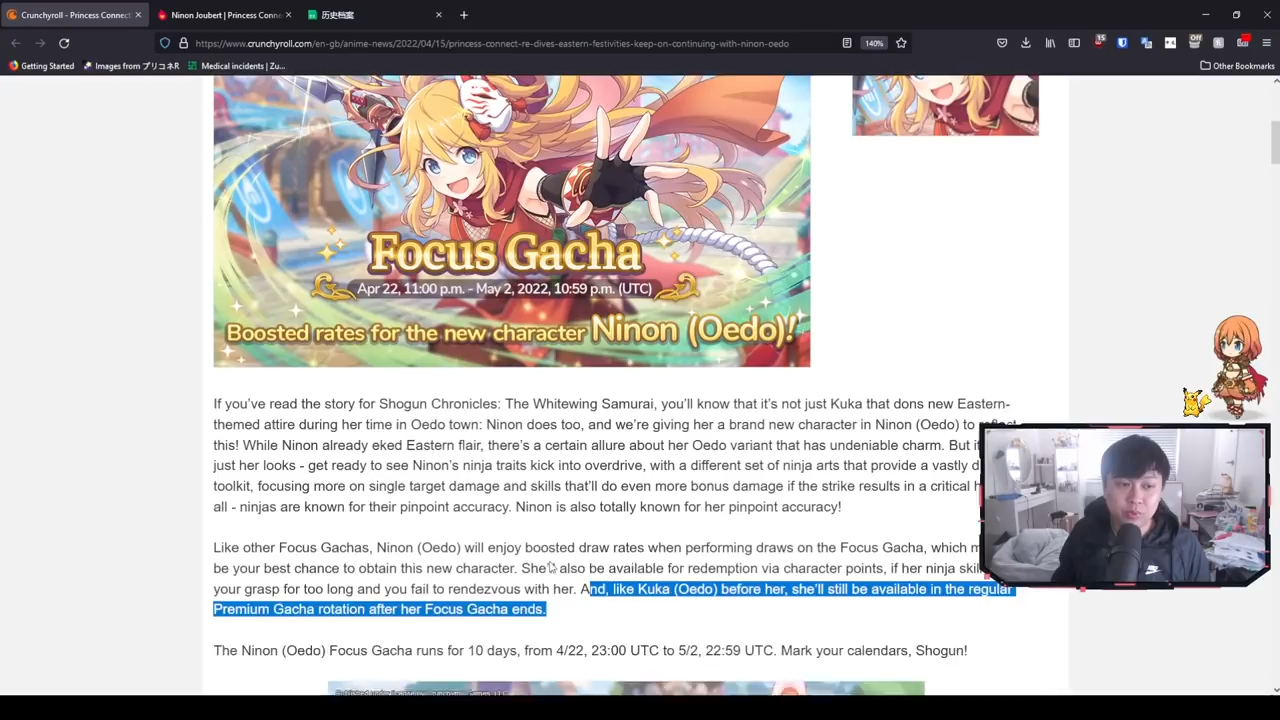 Crunchyroll - Princess Connect
Ninon Joubert | Princess Conne
历史档案
https://www.crunchyroll.com/en-gb/anime-news/2022/04/15/princess-connect-re-dives-eastern-festivities-keep-on-continuing-with-ninon-oedo
140%
15
Off
Getting Started
Images from プリコネR
Medical incidents | Zu...
Other Bookmarks
Focus Gacha
Apr 22, 11:00 p.m. - May 2, 2022, 10:59 p.m. (UTC)
Boosted rates for the new character Ninon (Oedo)!
If you've read the story for Shogun Chronicles: The Whitewing Samurai, you'll know that it's not just Kuka that dons new Eastern-
themed attire during her time in Oedo town: Ninon does too, and we're giving her a brand new character in Ninon (Oedo) to reflect
this! While Ninon already eked Eastern flair, there's a certain allure about her Oedo variant that has undeniable charm. But i
just her looks - get ready to see Ninon's ninja traits kick into overdrive, with a different set of ninja arts that provide a vastly d
toolkit, focusing more on single target damage and skills that'll do even more bonus damage if the strike results in a critical h
all - ninjas are known for their pinpoint accuracy. Ninon is also totally known for her pinpoint accuracy!
Like other Focus Gachas, Ninon (Oedo) will enjoy boosted draw rates when performing draws on the Focus Gacha, which m
be your best chance to obtain this new character. She'll also be available for redemption via character points, if her ninja skil
your grasp for too long and you fail to rendezvous with her. And, like Kuka (Oedo) before her, she'll still be available in the regular
Premium Gacha rotation after her Focus Gacha ends.
The Ninon (Oedo) Focus Gacha runs for 10 days, from 4/22, 23:00 UTC to 5/2, 22:59 UTC. Mark your calendars, Shogun!